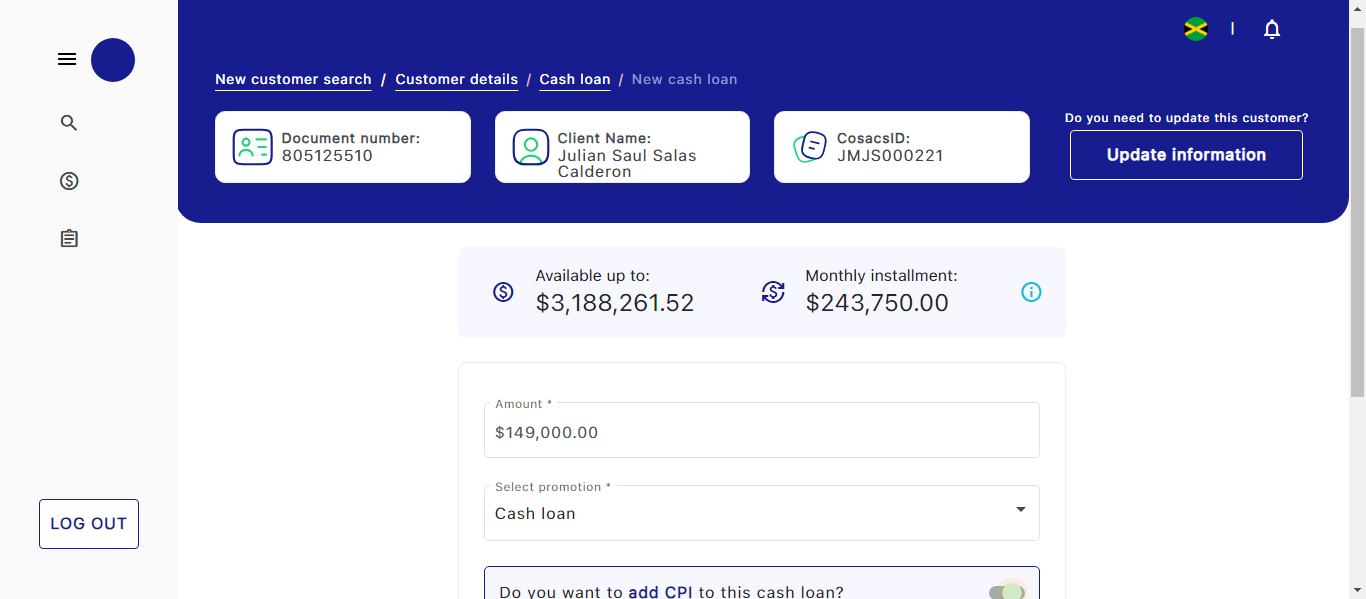 New customer search / Customer details / Cash loan / New cash loan
Document number:
805125510
Client Name:
Julian Saul Salas
Calderon
CosacsID:
JMJS000221
Do you need to update this customer?
Update information
Available up to:
$3,188,261.52
Monthly installment:
$243,750.00
Amount *
$149,000.00
Select promotion *
Cash loan
Do you want to add CPI to this cash loan?
LOG OUT